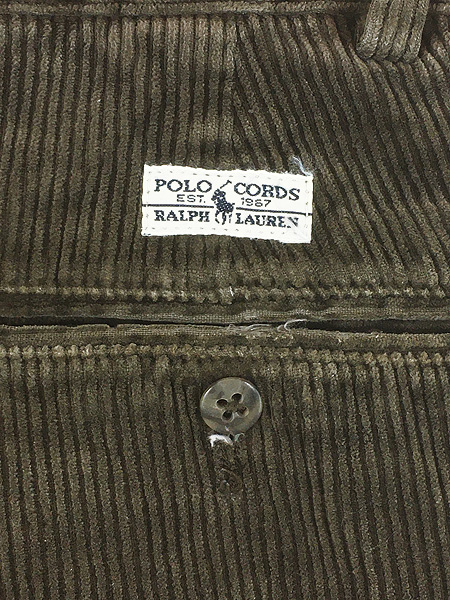 POLO CORDS
EST. 1967
RALPH LAUREN